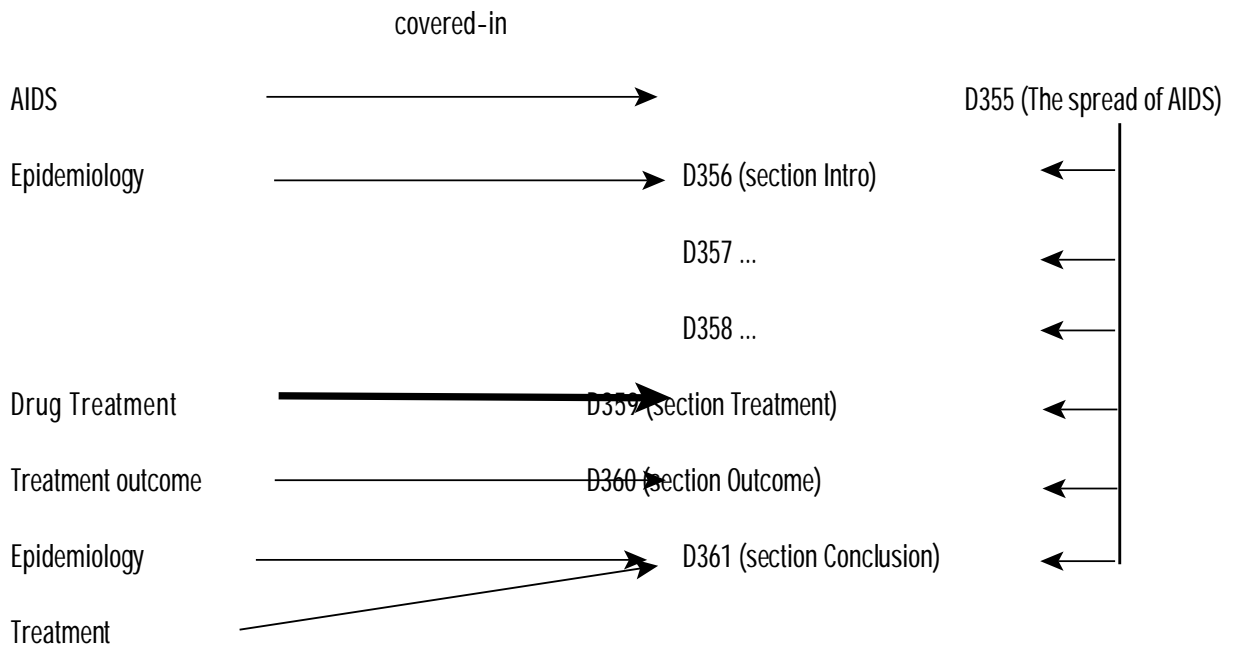 covered-in
AIDS D355 (The spread of AIDS)
Epidemiology D356 (section Intro)
D357 ...
D358 ...
Drug Treatment D359 (section Treatment)
Treatment outcome D360 (section Outcome)
Epidemiology D361 (section Conclusion)
Treatment